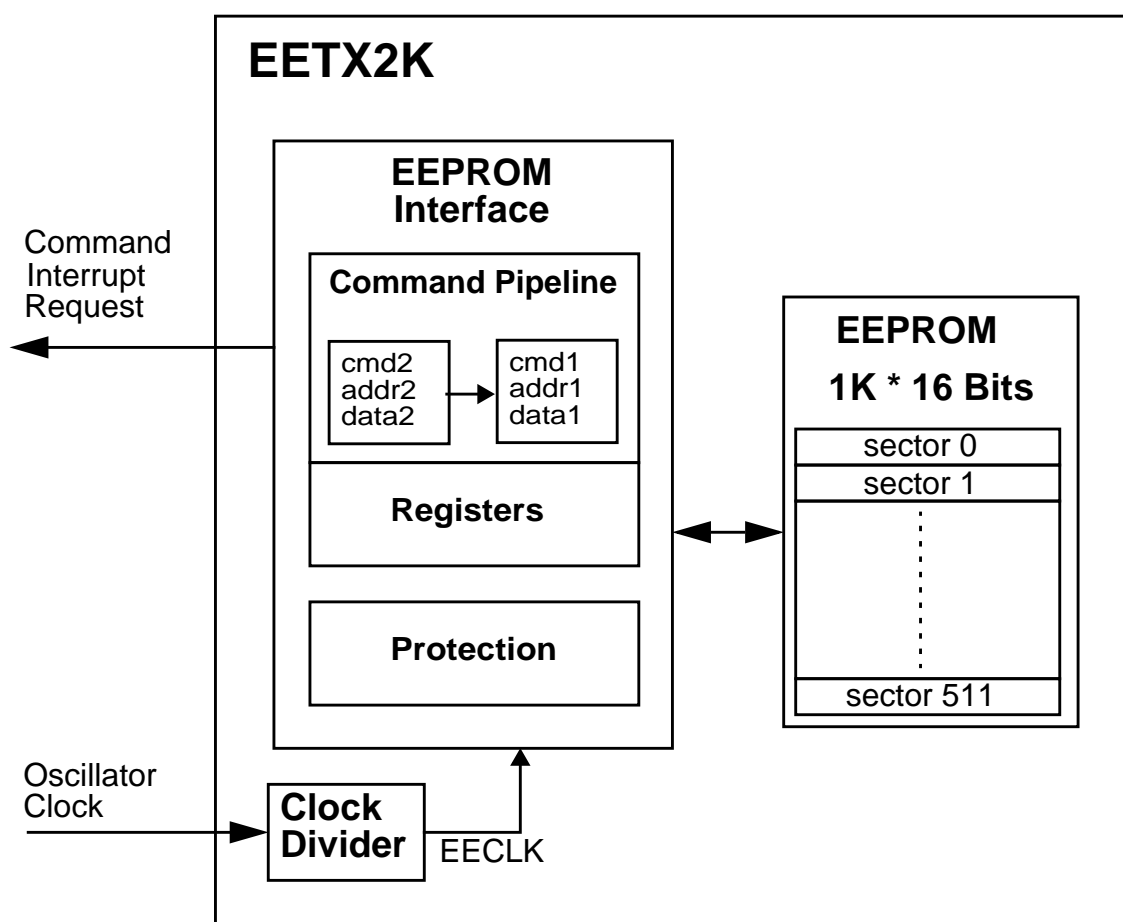 EETX2K
EEPROM
Interface
Command
Interrupt
Request
Command Pipeline
cmd2
addr2
data2
cmd1
addr1
data1
Registers
Protection
EEPROM
1K * 16 Bits
sector 0
sector 1
sector 511
Oscillator
Clock
Clock
Divider
EECLK